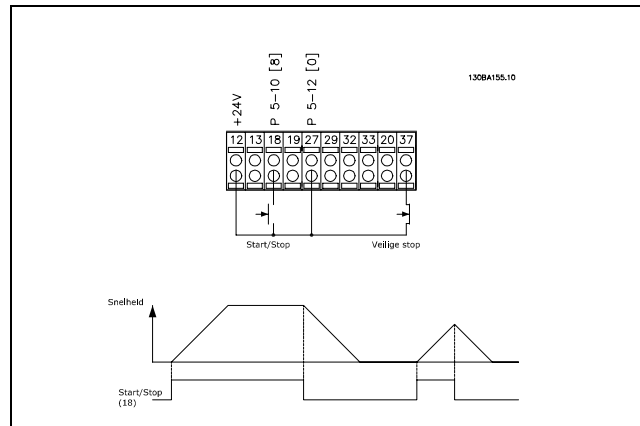 P 5-10 [8]
P 5-12 [0]
+24V
130BA155.10
12 13 18 19 27 29 32 33 20 37
Start/Stop
Veilige stop
Snelheid
Start/Stop
(18)